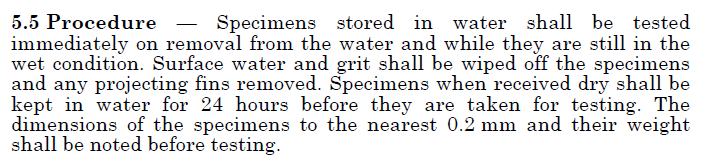 5.5 Procedure — Specimens stored in water shall be tested
immediately on removal from the water and while they are still in the
wet condition. Surface water and grit shall be wiped off the specimens
and any projecting fins removed. Specimens when received dry shall be
kept in water for 24 hours before they are taken for testing. The
dimensions of the specimens to the nearest 0.2 mm and their weight
shall be noted before testing.